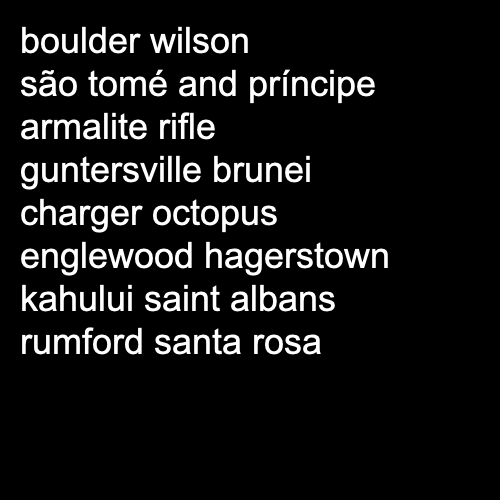 boulder wilson
são tomé and príncipe
armalite rifle
guntersville brunei
charger octopus
englewood hagerstown
kahului saint albans
rumford santa rosa